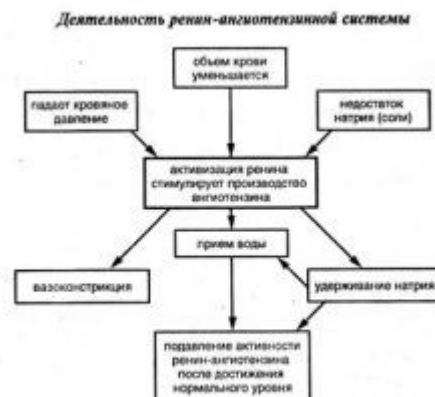 Деятельность ренин-ангиотензинной системы
объем крови
уменьшается
падает кровяное
давление
недостаток
натрия (соли)
активизация ренина
стимулирует производство
ангиотензина
прием воды
вазоконстрикция
удерживание натрия
подавление активности
ренин-ангиотензина
после достижения
нормального уровня